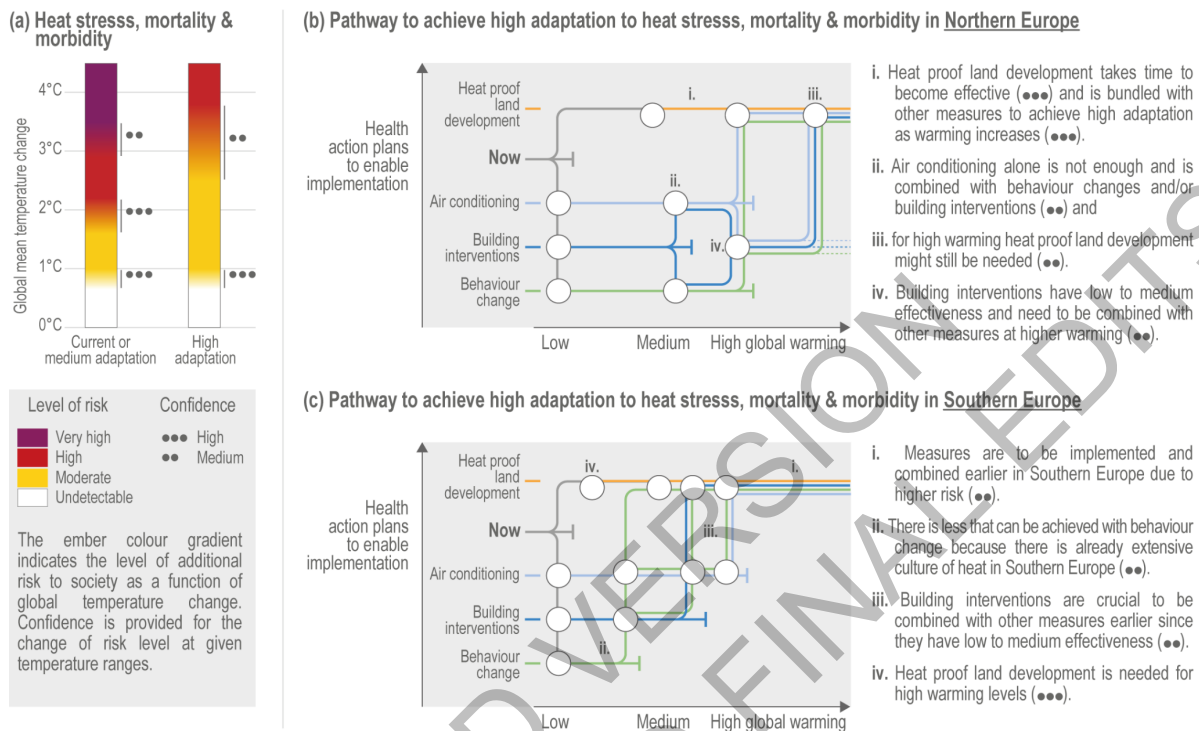 (a) Heat stresss, mortality &
morbidity
Global mean temperature change
4°C
3°C
2°C
1°C
0°C
●●
●●●
●●●
●●
●●●
Current or
medium adaptation
High
adaptation
Level of risk
Very high
High
Moderate
Undetectable
Confidence
●●● High
●● Medium
The ember colour gradient
indicates the level of additional
risk to society as a function of
global temperature change.
Confidence is provided for the
change of risk level at given
temperature ranges.
(b) Pathway to achieve high adaptation to heat stresss, mortality & morbidity in Northern Europe
Health
action plans
to enable
implementation
Heat proof
land
development
Now
Air conditioning
Building
interventions
Behaviour
change
i.
ii.
iii.
iv.
Low
Medium
High global warming
i. Heat proof land development takes time to
become effective (●●●) and is bundled with
other measures to achieve high adaptation
as warming increases (●●●).
ii. Air conditioning alone is not enough and is
combined with behaviour changes and/or
building interventions (●●) and
iii. for high warming heat proof land development
might still be needed (●●).
iv. Building interventions have low to medium
effectiveness and need to be combined with
other measures at higher warming (●●).
(c) Pathway to achieve high adaptation to heat stresss, mortality & morbidity in Southern Europe
Health
action plans
to enable
implementation
Heat proof
land
development
Now
Air conditioning
Building
interventions
Behaviour
change
iv.
i.
iii.
ii.
Low
Medium
High global warming
i. Measures are to be implemented and
combined earlier in Southern Europe due to
higher risk (●●).
ii. There is less that can be achieved with behaviour
change because there is already extensive
culture of heat in Southern Europe (●●).
iii. Building interventions are crucial to be
combined with other measures earlier since
they have low to medium effectiveness (●●).
iv. Heat proof land development is needed for
high warming levels (●●●).
VERSION
FINAL EDITS